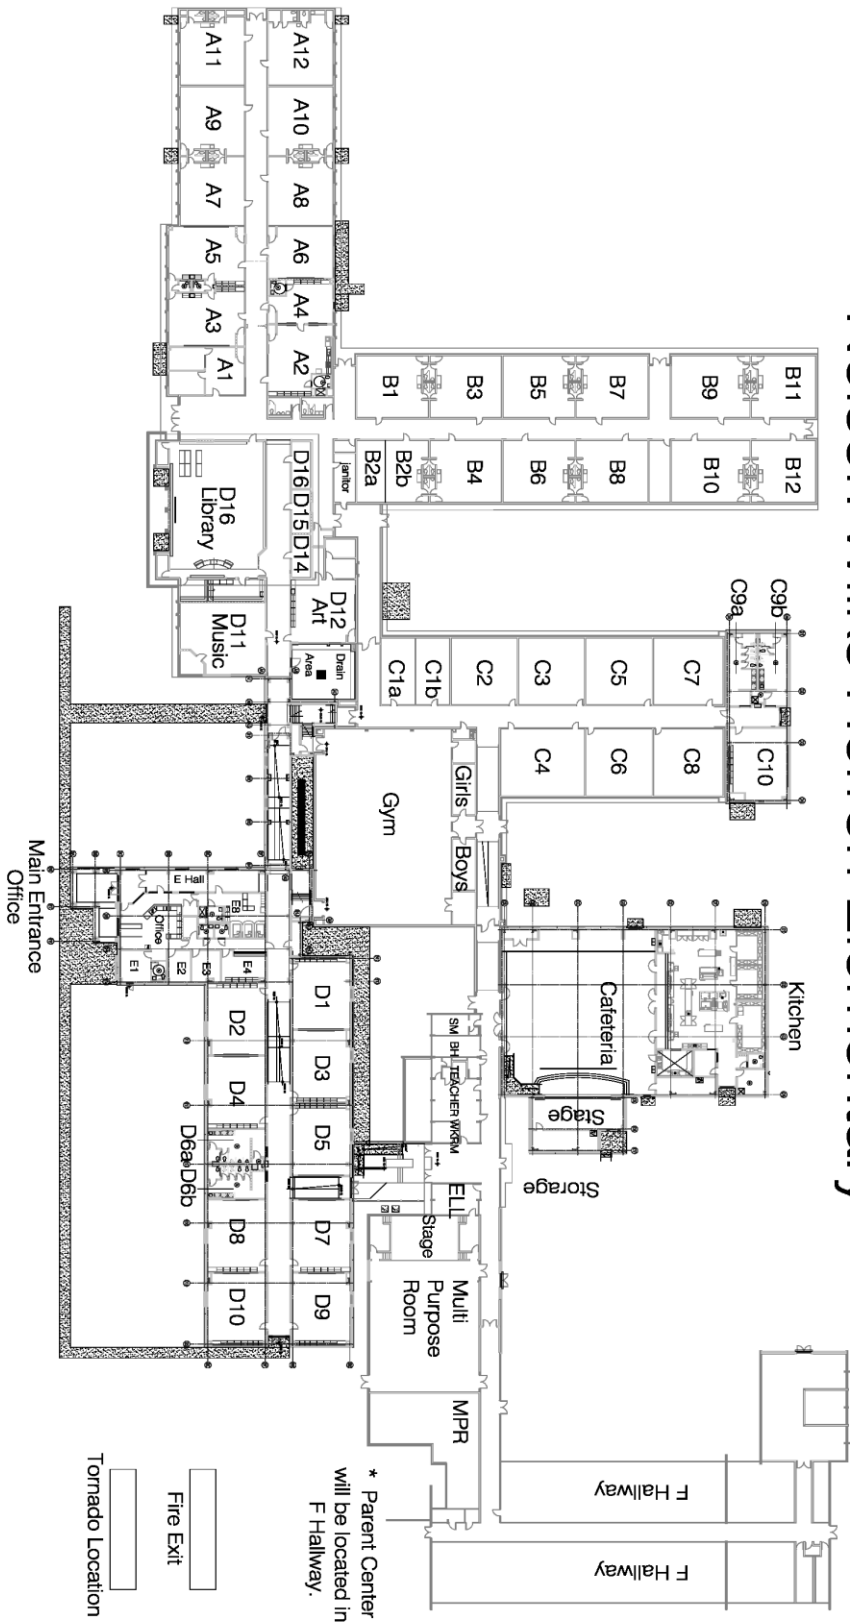 Nelson Wilks Herron Elementary
B11
B9
B7
B5
B3
B1
B12
B10
B8
B6
B4
B2b
B2a
janitor
C9b
C9a
C10
C7
C5
C3
C2
C1b
C1a
C8
C6
C4
Kitchen
Cafeteria
Stage
Storage
F Hallway
F Hallway
Girls
Boys
Gym
SM
BH
TEACHER WKRM
ELL
Stage
Multi
Purpose
Room
MPR
A12
A10
A8
A6
A4
A2
A11
A9
A7
A5
A3
A1
D16
D15
D14
D12
Art
Drain
Area
D16
Library
D11
Music
D1
D3
D5
D7
D9
D2
D4
D6a
D6b
D8
D10
E Hall
E8
Office
E1
E2
E3
E4
Main Entrance
Office
* Parent Center
will be located in
F Hallway.
Fire Exit
Tornado Location